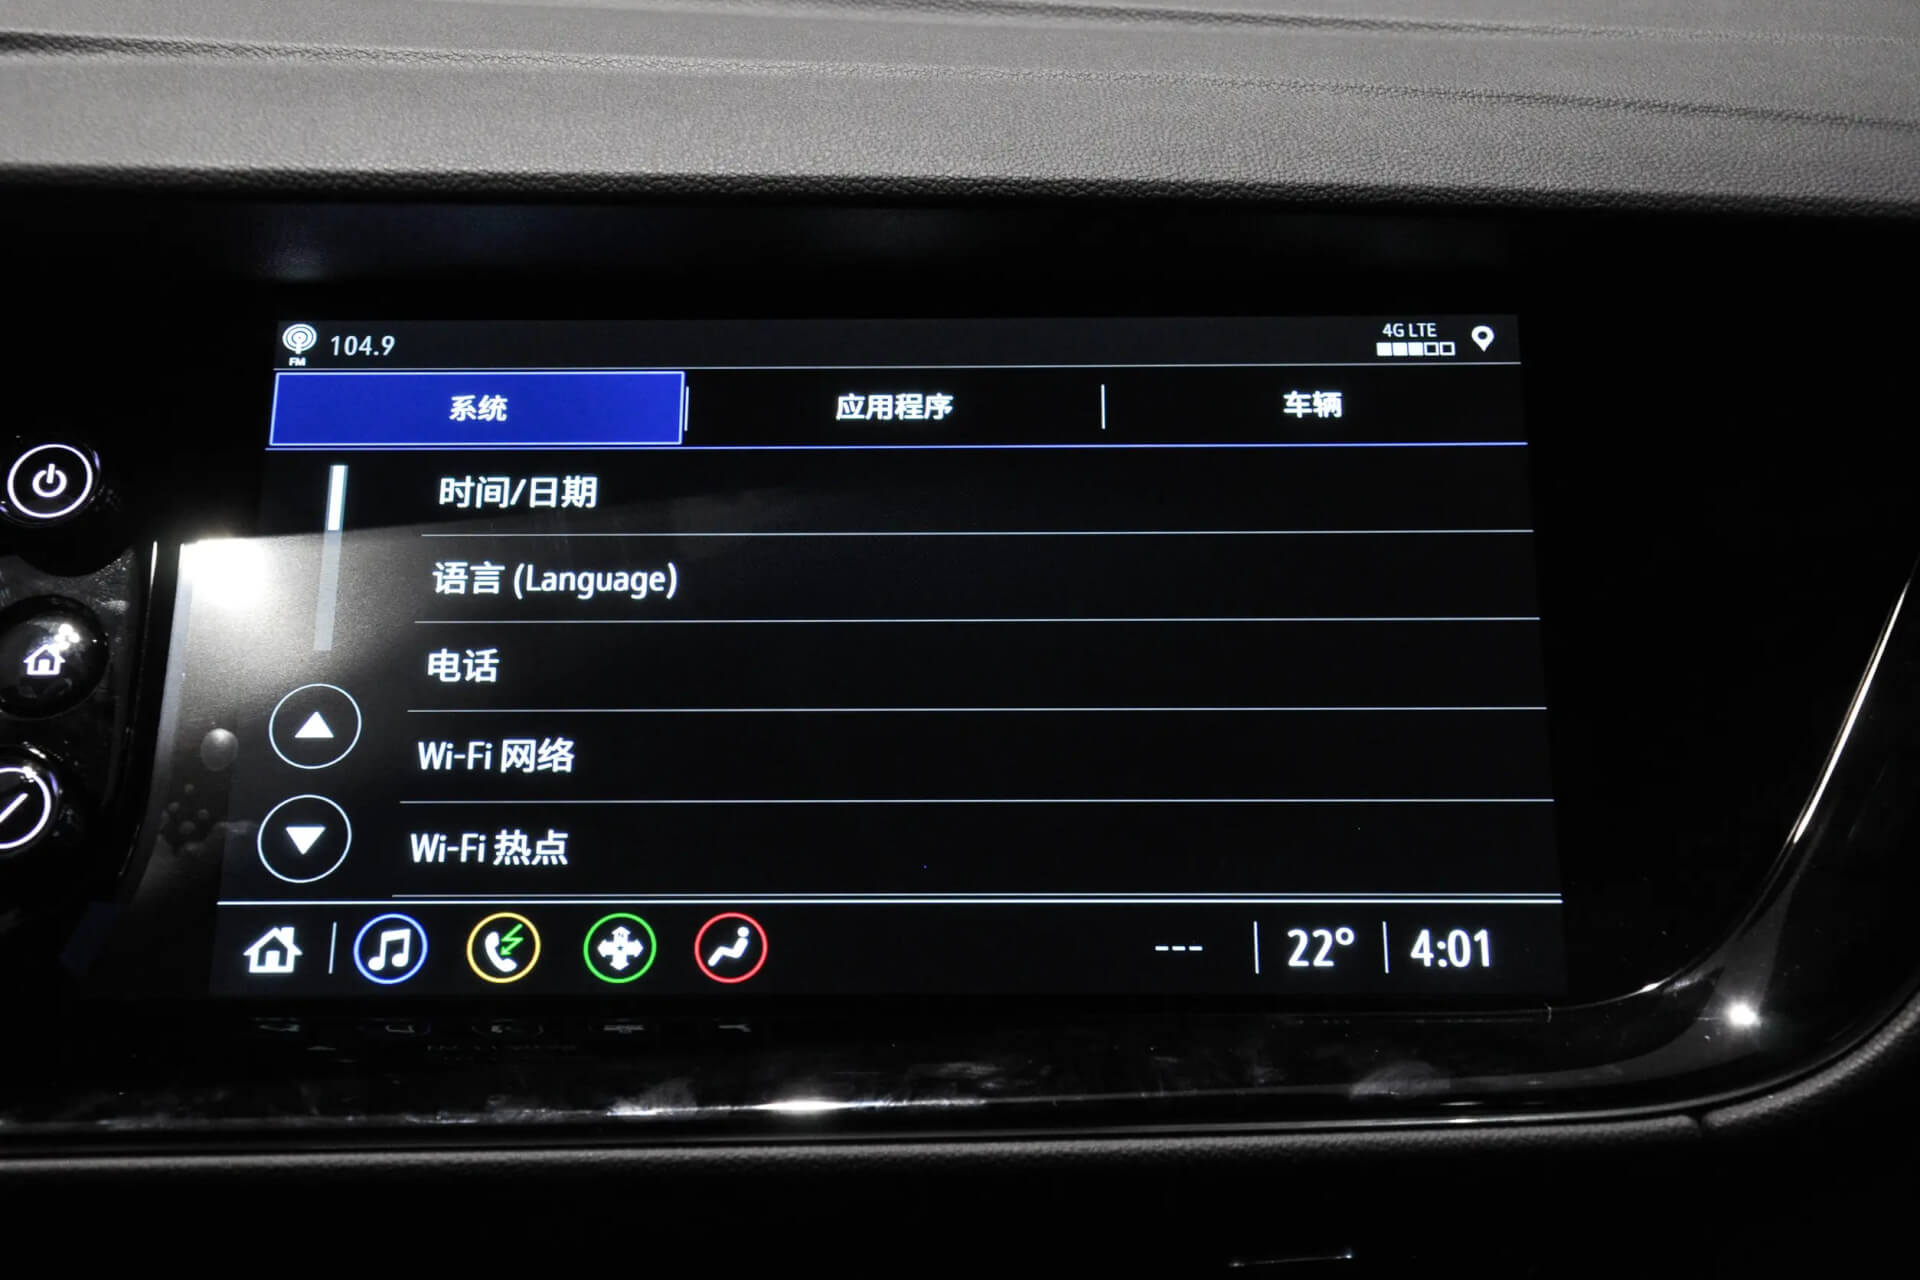 FM 104.9 4G LTE
系统 应用程序 车辆
时间/日期
语言 (Language)
电话
Wi-Fi 网络
Wi-Fi 热点
--- 22° 4:01